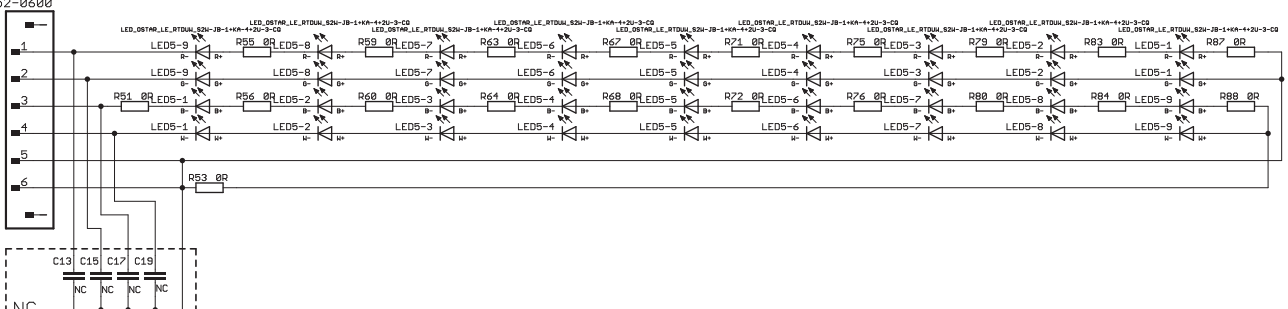 52-0600
LED_OSTAR_LE_RTDUW_S2W-JB-1+KA-4+2U-3-CQ LED_OSTAR_LE_RTDUW_S2W-JB-1+KA-4+2U-3-CQ LED_OSTAR_LE_RTDUW_S2W-JB-1+KA-4+2U-3-CQ LED_OSTAR_LE_RTDUW_S2W-JB-1+KA-4+2U-3-CQ
LED_OSTAR_LE_RTDUW_S2W-JB-1+KA-4+2U-3-CQ LED_OSTAR_LE_RTDUW_S2W-JB-1+KA-4+2U-3-CQ LED_OSTAR_LE_RTDUW_S2W-JB-1+KA-4+2U-3-CQ LED_OSTAR_LE_RTDUW_S2W-JB-1+KA-4+2U-3-CQ LED_OSTAR_LE_RTDUW_S2W-JB-1+KA-4+2U-3-CQ
1 LED5-9 R55 0R LED5-8 R59 0R LED5-7 R63 0R LED5-6 R67 0R LED5-5 R71 0R LED5-4 R75 0R LED5-3 R79 0R LED5-2 R83 0R LED5-1 R87 0R
R- R+ R- R+ R- R+ R- R+ R- R+ R- R+ R- R+ R- R+ R- R+
2 LED5-9 LED5-8 LED5-7 LED5-6 LED5-5 LED5-4 LED5-3 LED5-2 LED5-1
G- G+ G- G+ G- G+ G- G+ G- G+ G- G+ G- G+ G- G+ G- G+
3 R51 0R LED5-1 R56 0R LED5-2 R60 0R LED5-3 R64 0R LED5-4 R68 0R LED5-5 R72 0R LED5-6 R76 0R LED5-7 R80 0R LED5-8 R84 0R LED5-9 R88 0R
B- B+ B- B+ B- B+ B- B+ B- B+ B- B+ B- B+ B- B+ B- B+
4 LED5-1 LED5-2 LED5-3 LED5-4 LED5-5 LED5-6 LED5-7 LED5-8 LED5-9
W- W+ W- W+ W- W+ W- W+ W- W+ W- W+ W- W+ W- W+ W- W+
5
6 R53 0R
C13 C15 C17 C19
NC NC NC NC
NC